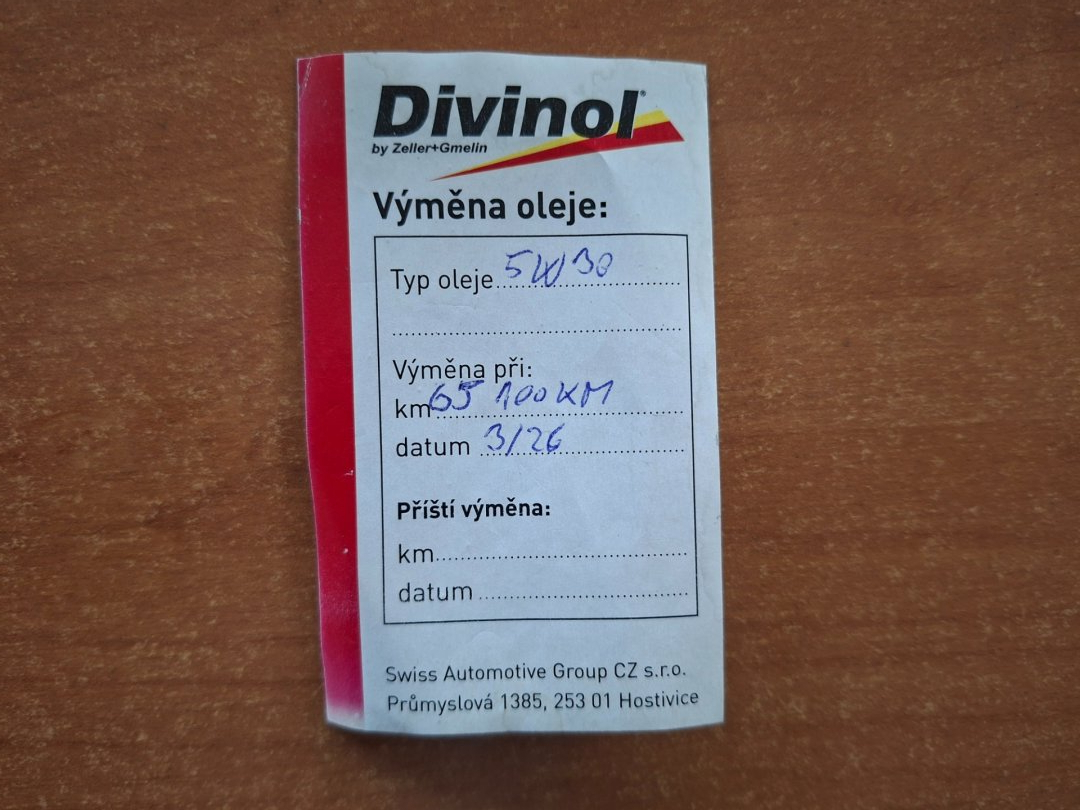 Divinol
by Zeller+Gmelin
Výměna oleje:
Typ oleje 5W30
Výměna při:
km 65 100 KM
datum 3/26
Příští výměna:
km
datum
Swiss Automotive Group CZ s.r.o.
Průmyslová 1385, 253 01 Hostivice